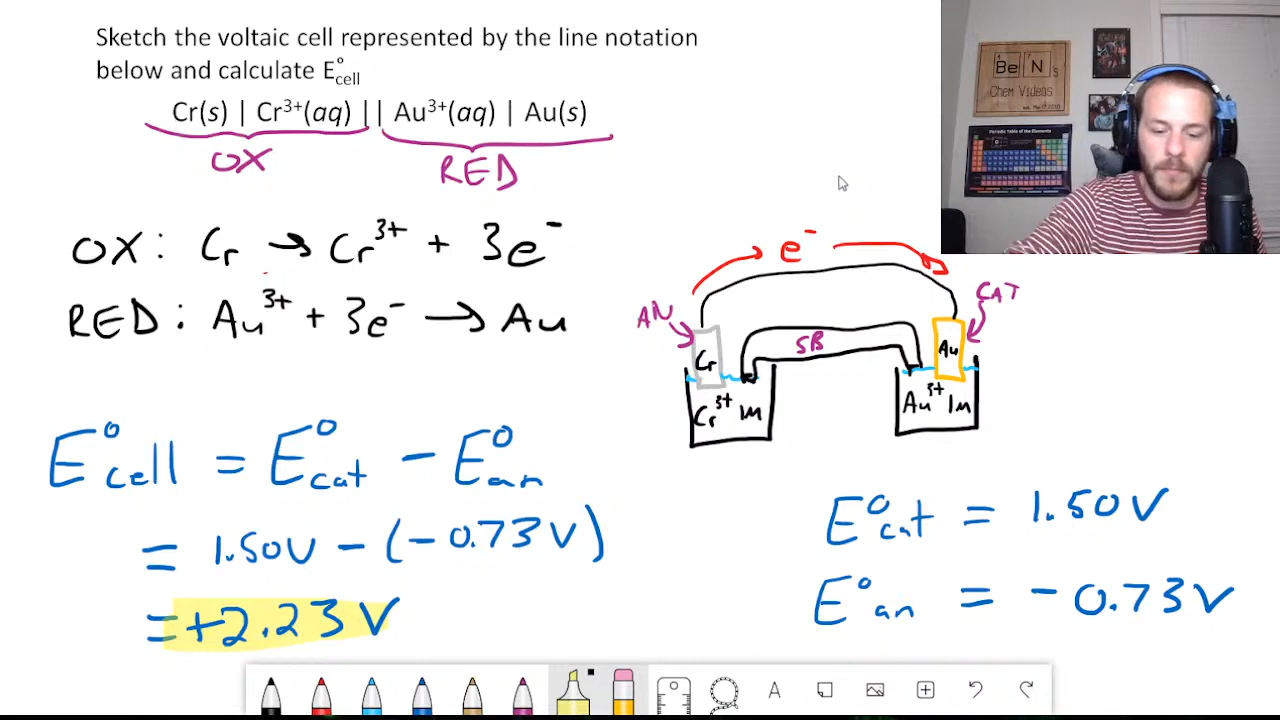 Sketch the voltaic cell represented by the line notation
below and calculate E°cell
Cr(s) | Cr³⁺(aq) || Au³⁺(aq) | Au(s)
OX
RED
OX: Cr → Cr³⁺ + 3e⁻
RED: Au³⁺ + 3e⁻ → Au
E°cell = E°cat − E°an
= 1.50V − (−0.73V)
= +2.23V
e⁻
AN
CAT
SB
Cr
Au
Cr³⁺ 1M
Au³⁺ 1M
E°cat = 1.50V
E°an = −0.73V
Be N's
Chem Videos
Periodic Table of the Elements
A